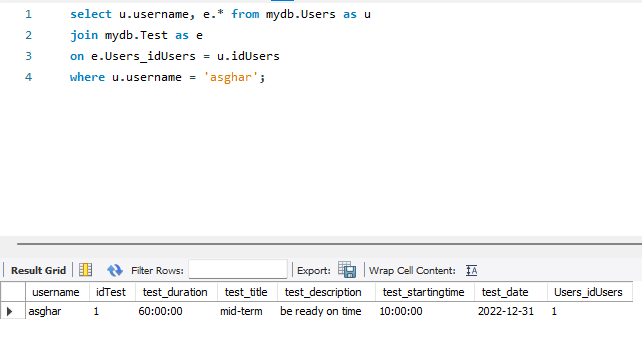 1 select u.username, e.* from mydb.Users as u
2 join mydb.Test as e
3 on e.Users_idUsers = u.idUsers
4 where u.username = 'asghar';
Result Grid Filter Rows: Export: Wrap Cell Content:
username idTest test_duration test_title test_description test_startingtime test_date Users_idUsers
asghar 1 60:00:00 mid-term be ready on time 10:00:00 2022-12-31 1